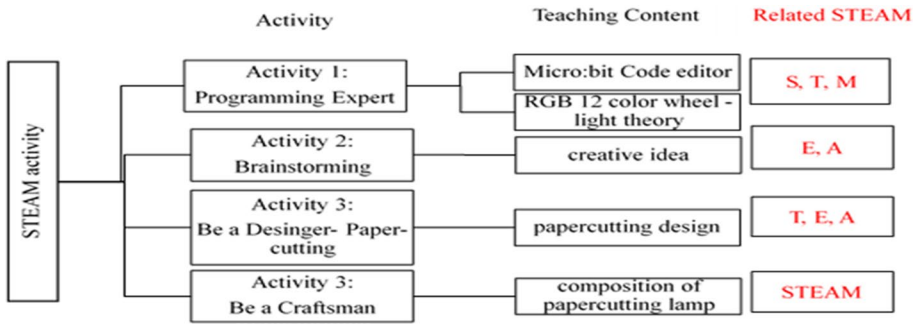 Activity
Teaching Content
Related STEAM
STEAM activity
Activity 1:
Programming Expert
Micro:bit Code editor
RGB 12 color wheel -
light theory
S, T, M
Activity 2:
Brainstorming
creative idea
E, A
Activity 3:
Be a Desinger- Paper-
cutting
papercutting design
T, E, A
Activity 3:
Be a Craftsman
composition of
papercutting lamp
STEAM